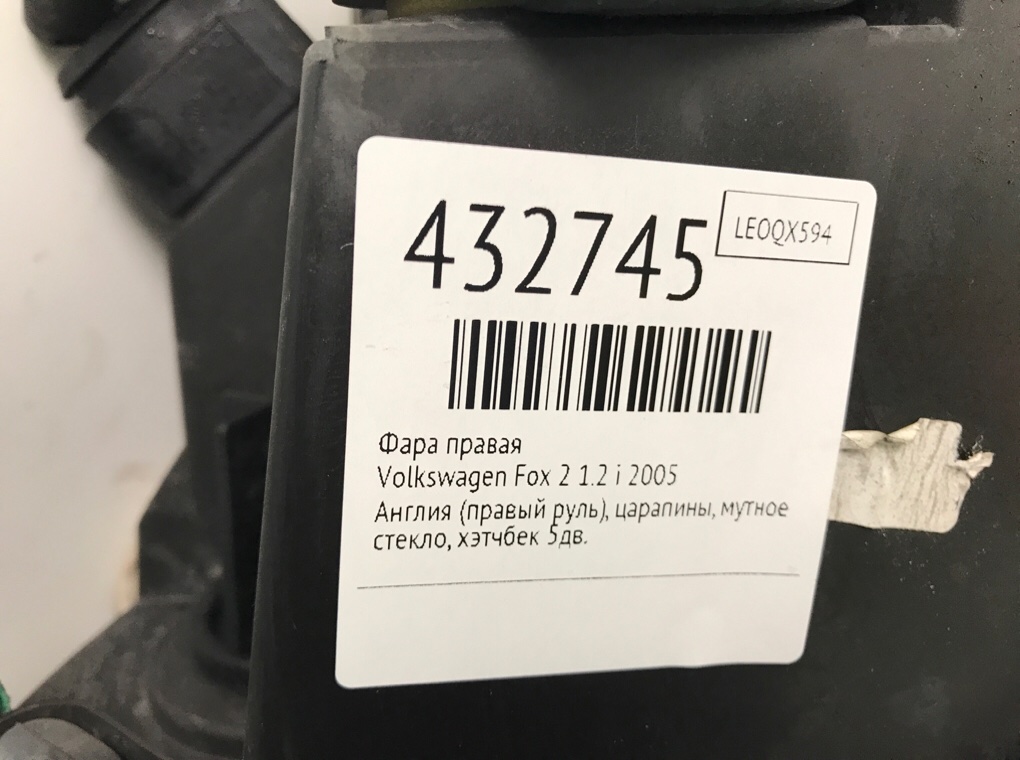 432745
LEOQX594
Фара правая
Volkswagen Fox 2 1.2 i 2005
Англия (правый руль), царапины, мутное
стекло, хэтчбек 5дв.